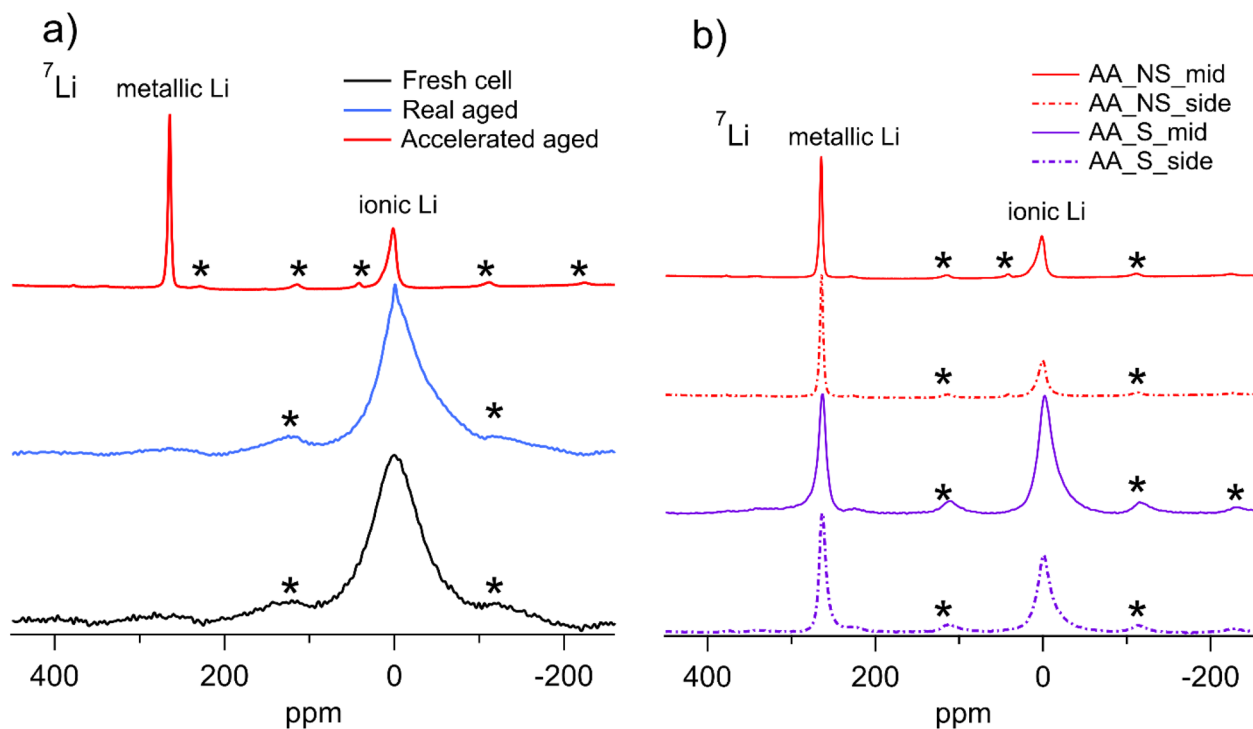 a)
⁷Li
metallic Li
Fresh cell
Real aged
Accelerated aged
ionic Li
* * * * *
* *
* *
400 200 0 -200
ppm
b)
AA_NS_mid
AA_NS_side
AA_S_mid
AA_S_side
⁷Li
metallic Li
ionic Li
* * *
* *
* * *
* *
400 200 0 -200
ppm